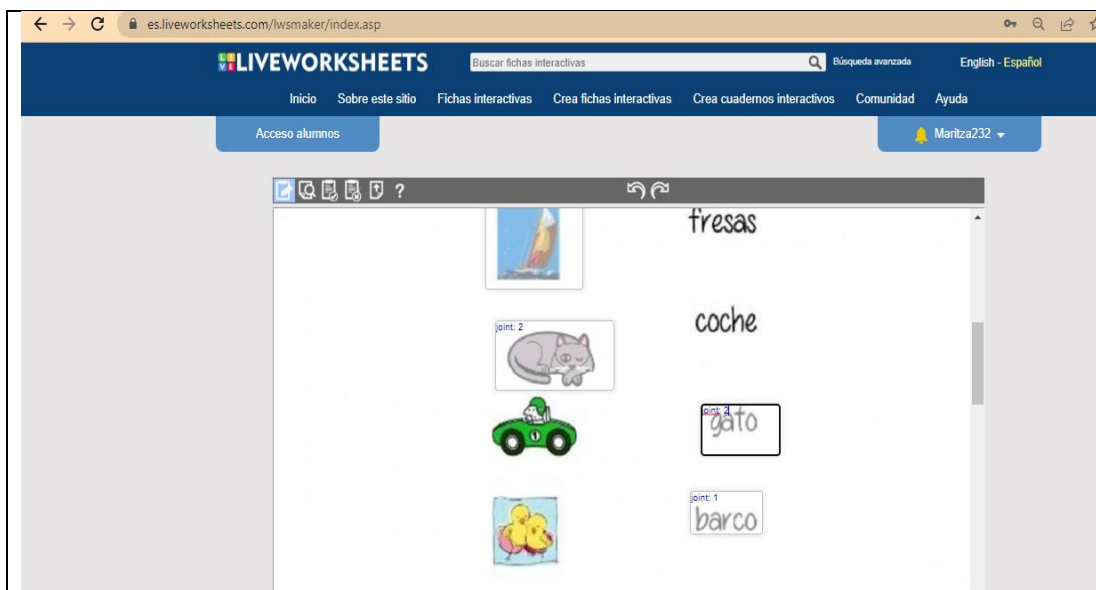 es.liveworksheets.com/lwsmaker/index.asp
LIVEWORKSHEETS
Buscar fichas interactivas
Búsqueda avanzada
English - Español
Inicio Sobre este sitio Fichas interactivas Crea fichas interactivas Crea cuadernos interactivos Comunidad Ayuda
Acceso alumnos
Maritza232
?
fresas
joint: 2
coche
joint: 2
gato
1
joint: 1
barco